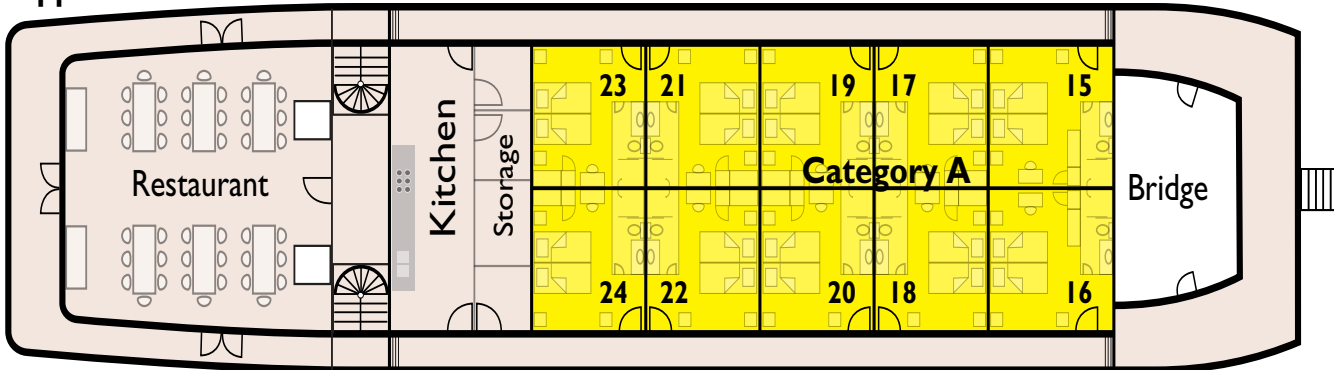 Restaurant
Kitchen
Storage
23 21 19 17 15
Category A
Bridge
24 22 20 18 16